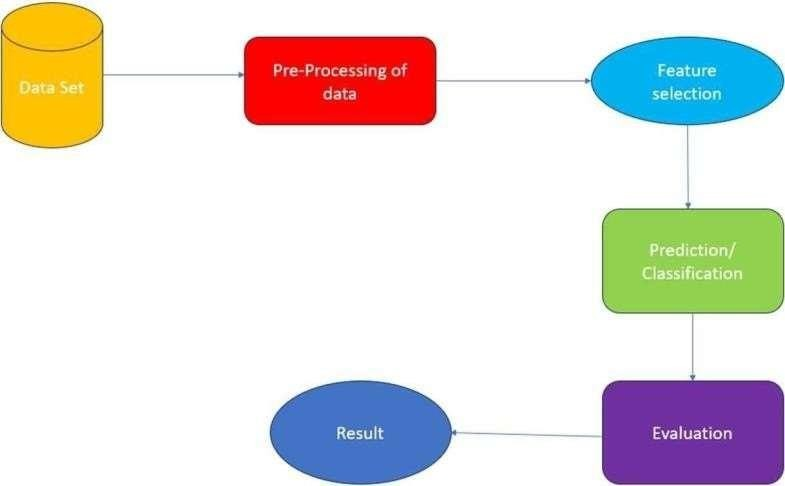 Data Set
Pre-Processing of
data
Feature
selection
Prediction/
Classification
Evaluation
Result